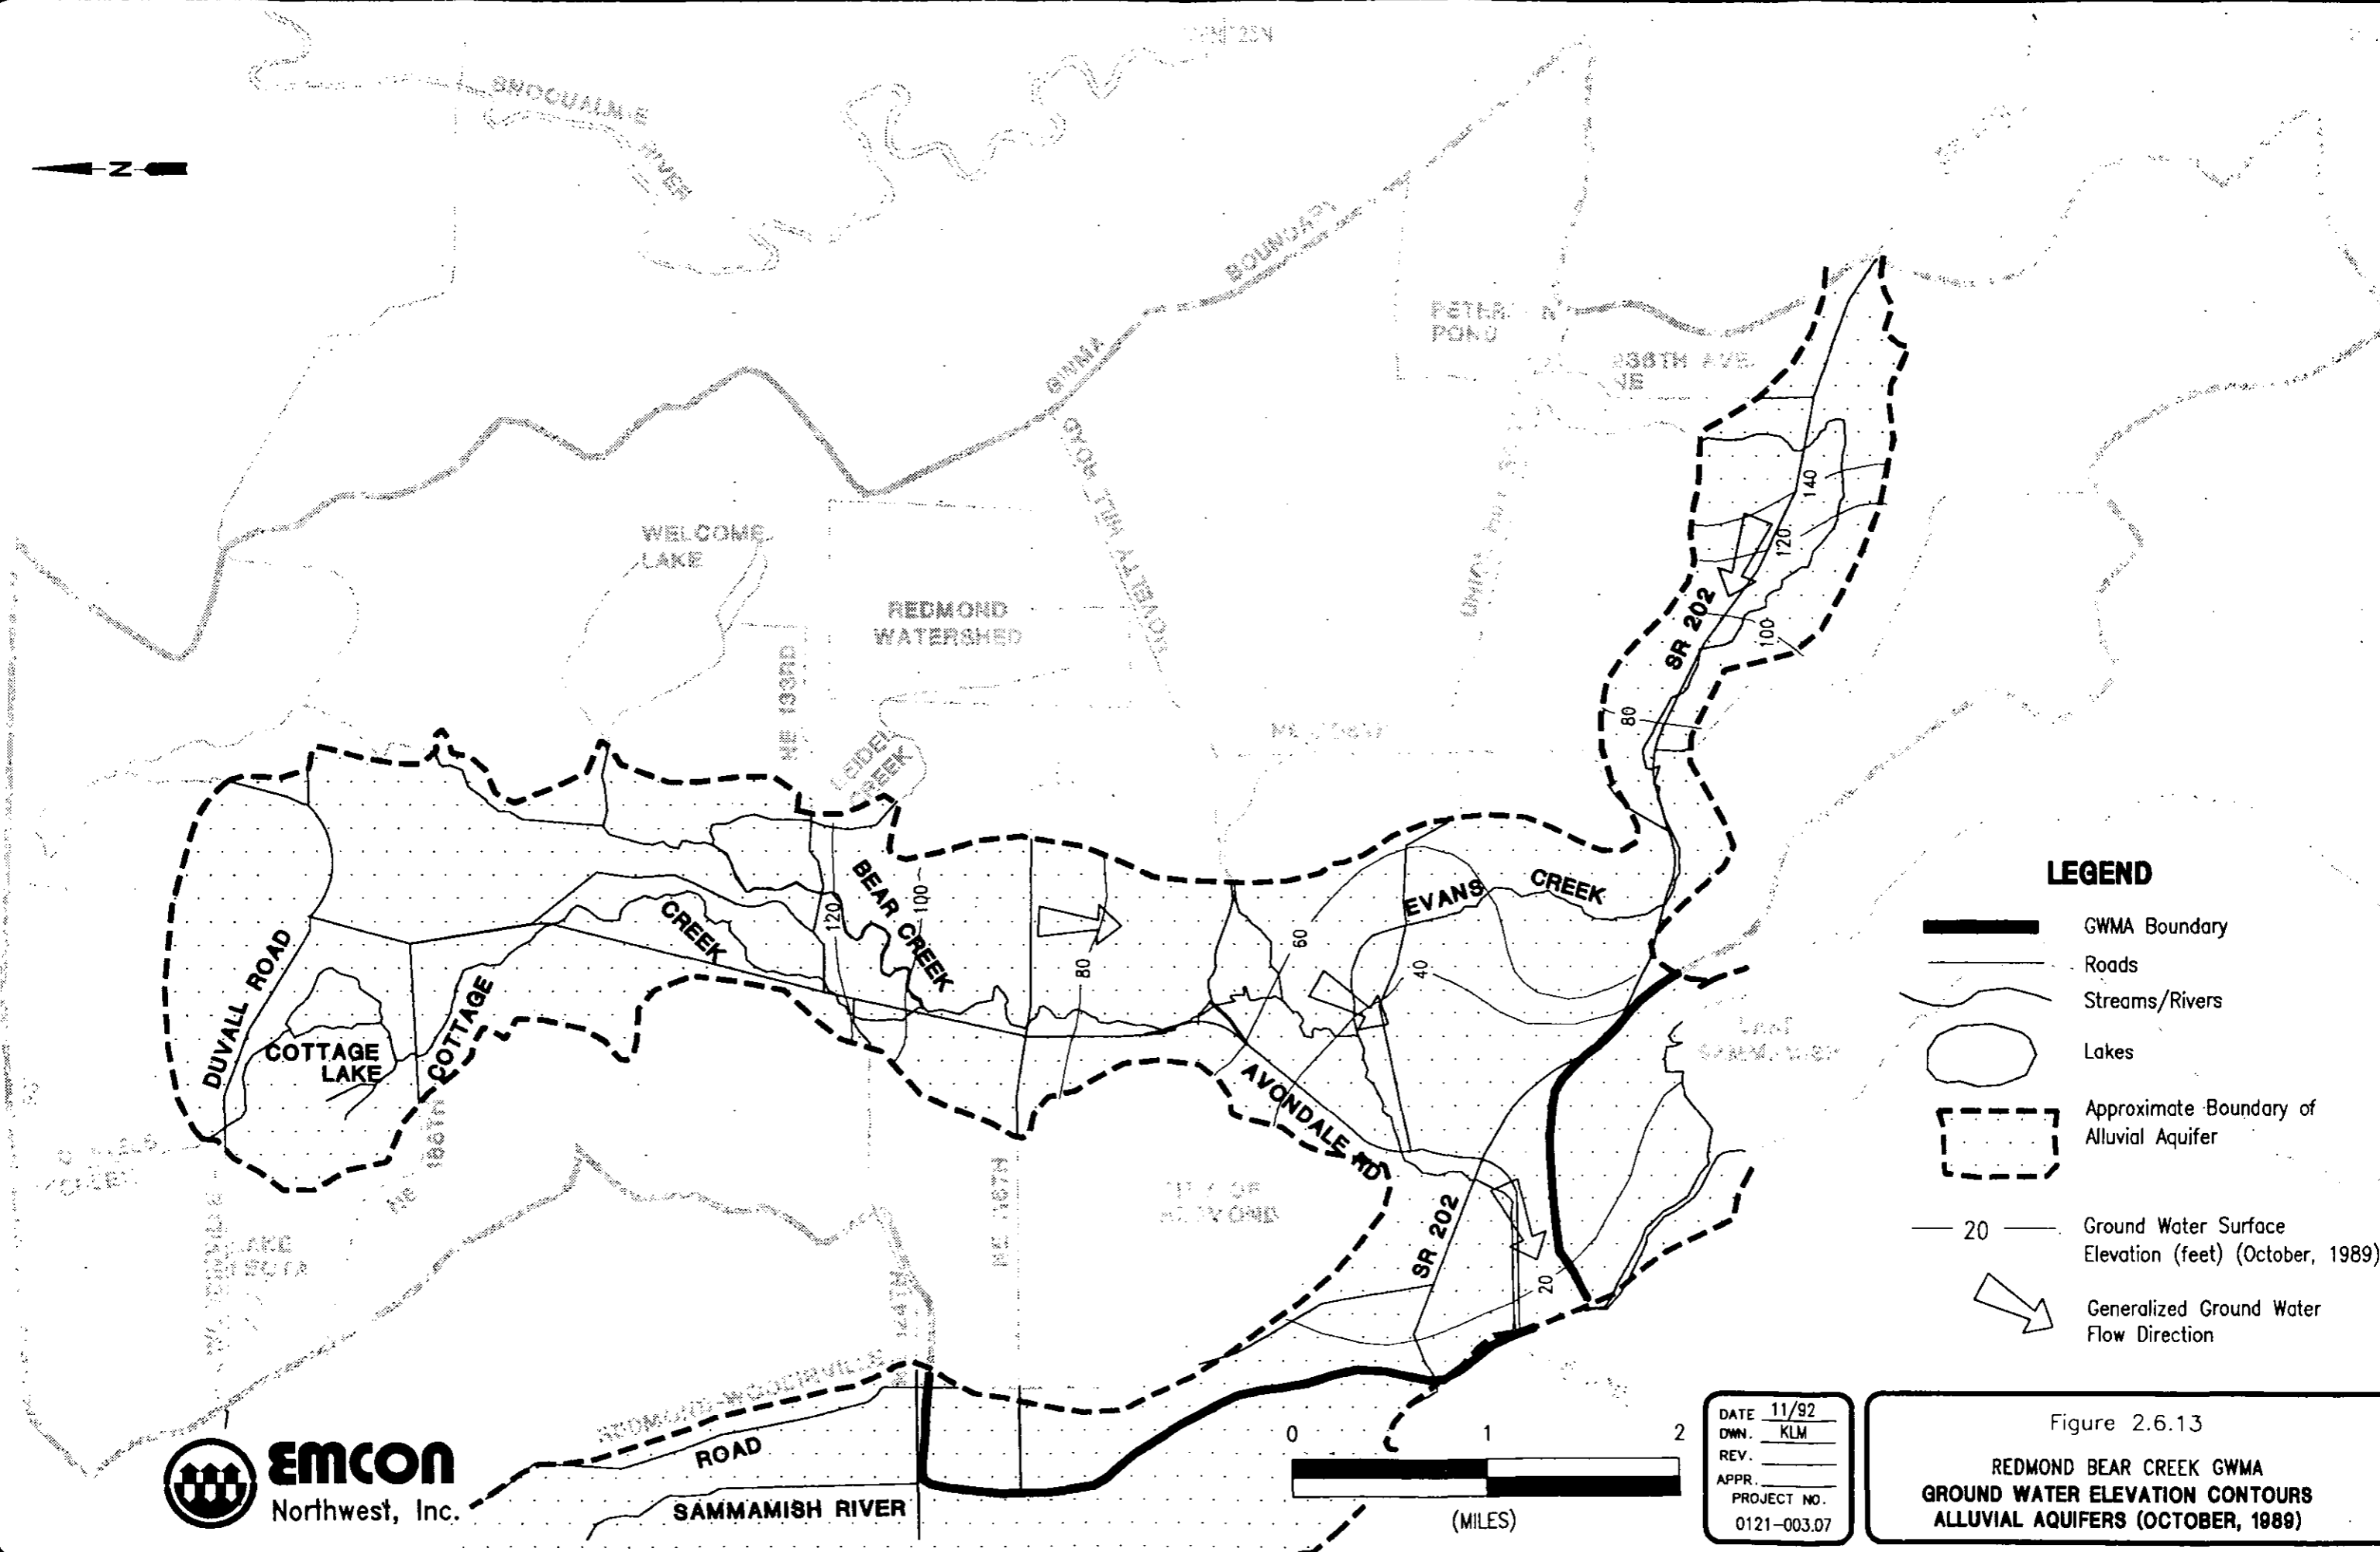 N
RIVER
BOUNDARY
GWMA
236TH AVE.
NE
POND
NOVELTY HILL ROAD
WELCOME
LAKE
REDMOND
WATERSHED
NE 133RD
CREEK
140
120
SR 202
100
80
BEAR CREEK
120
100
CREEK
80
60
EVANS
CREEK
40
DUVALL ROAD
COTTAGE
LAKE
COTTAGE
AVONDALE RD
SR 202
20
ROAD
SAMMAMISH RIVER
LEGEND
GWMA Boundary
Roads
Streams/Rivers
Lakes
Approximate Boundary of
Alluvial Aquifer
20
Ground Water Surface
Elevation (feet) (October, 1989)
Generalized Ground Water
Flow Direction
EMCON
Northwest, Inc.
0 1 2
(MILES)
DATE 11/92
DWN. KLM
REV.
APPR.
PROJECT NO.
0121-003.07
Figure 2.6.13
REDMOND BEAR CREEK GWMA
GROUND WATER ELEVATION CONTOURS
ALLUVIAL AQUIFERS (OCTOBER, 1989)